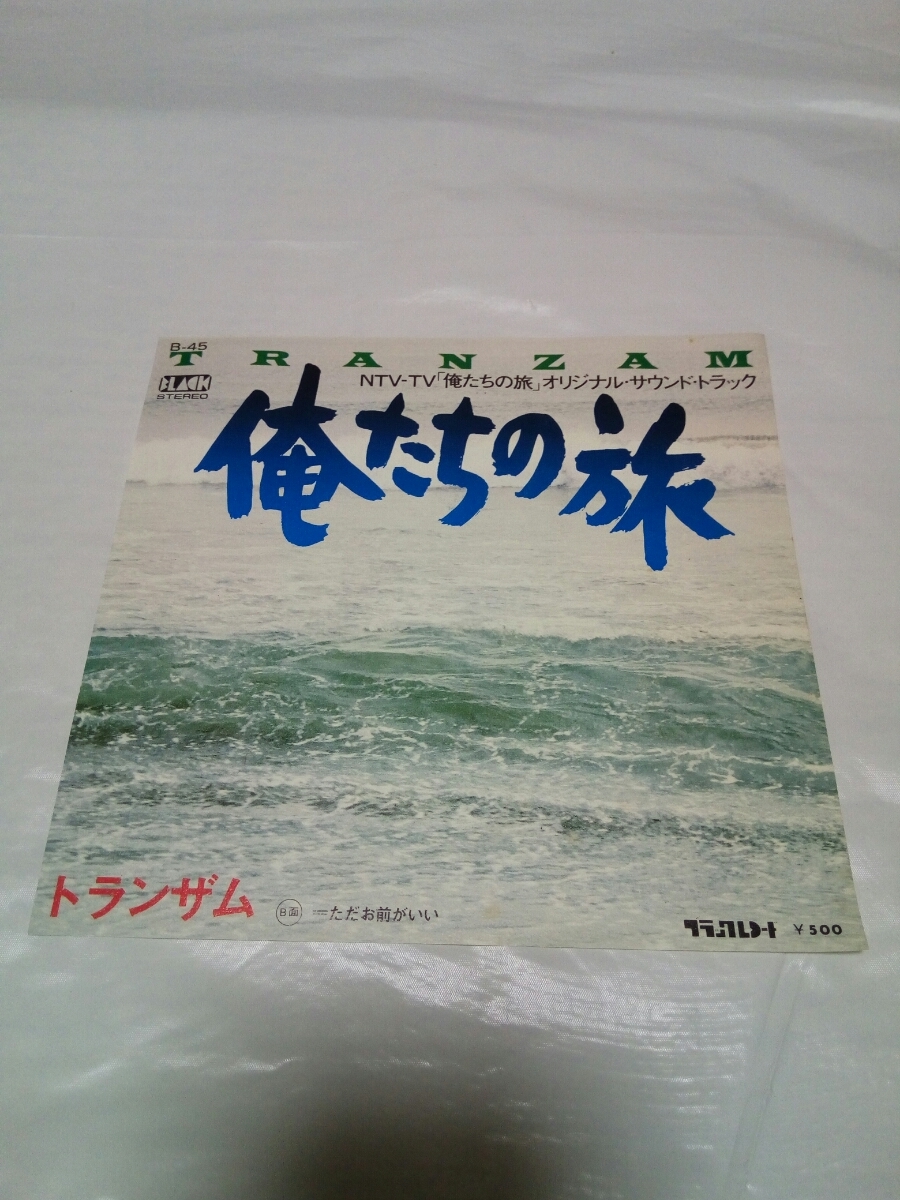 B-45
TRANZAM
BLACK
STEREO
NTV-TV「俺たちの旅」オリジナル・サウンド・トラック
俺たちの旅
トランザム
B面 =ただお前がいい
ブラックレコード ¥500